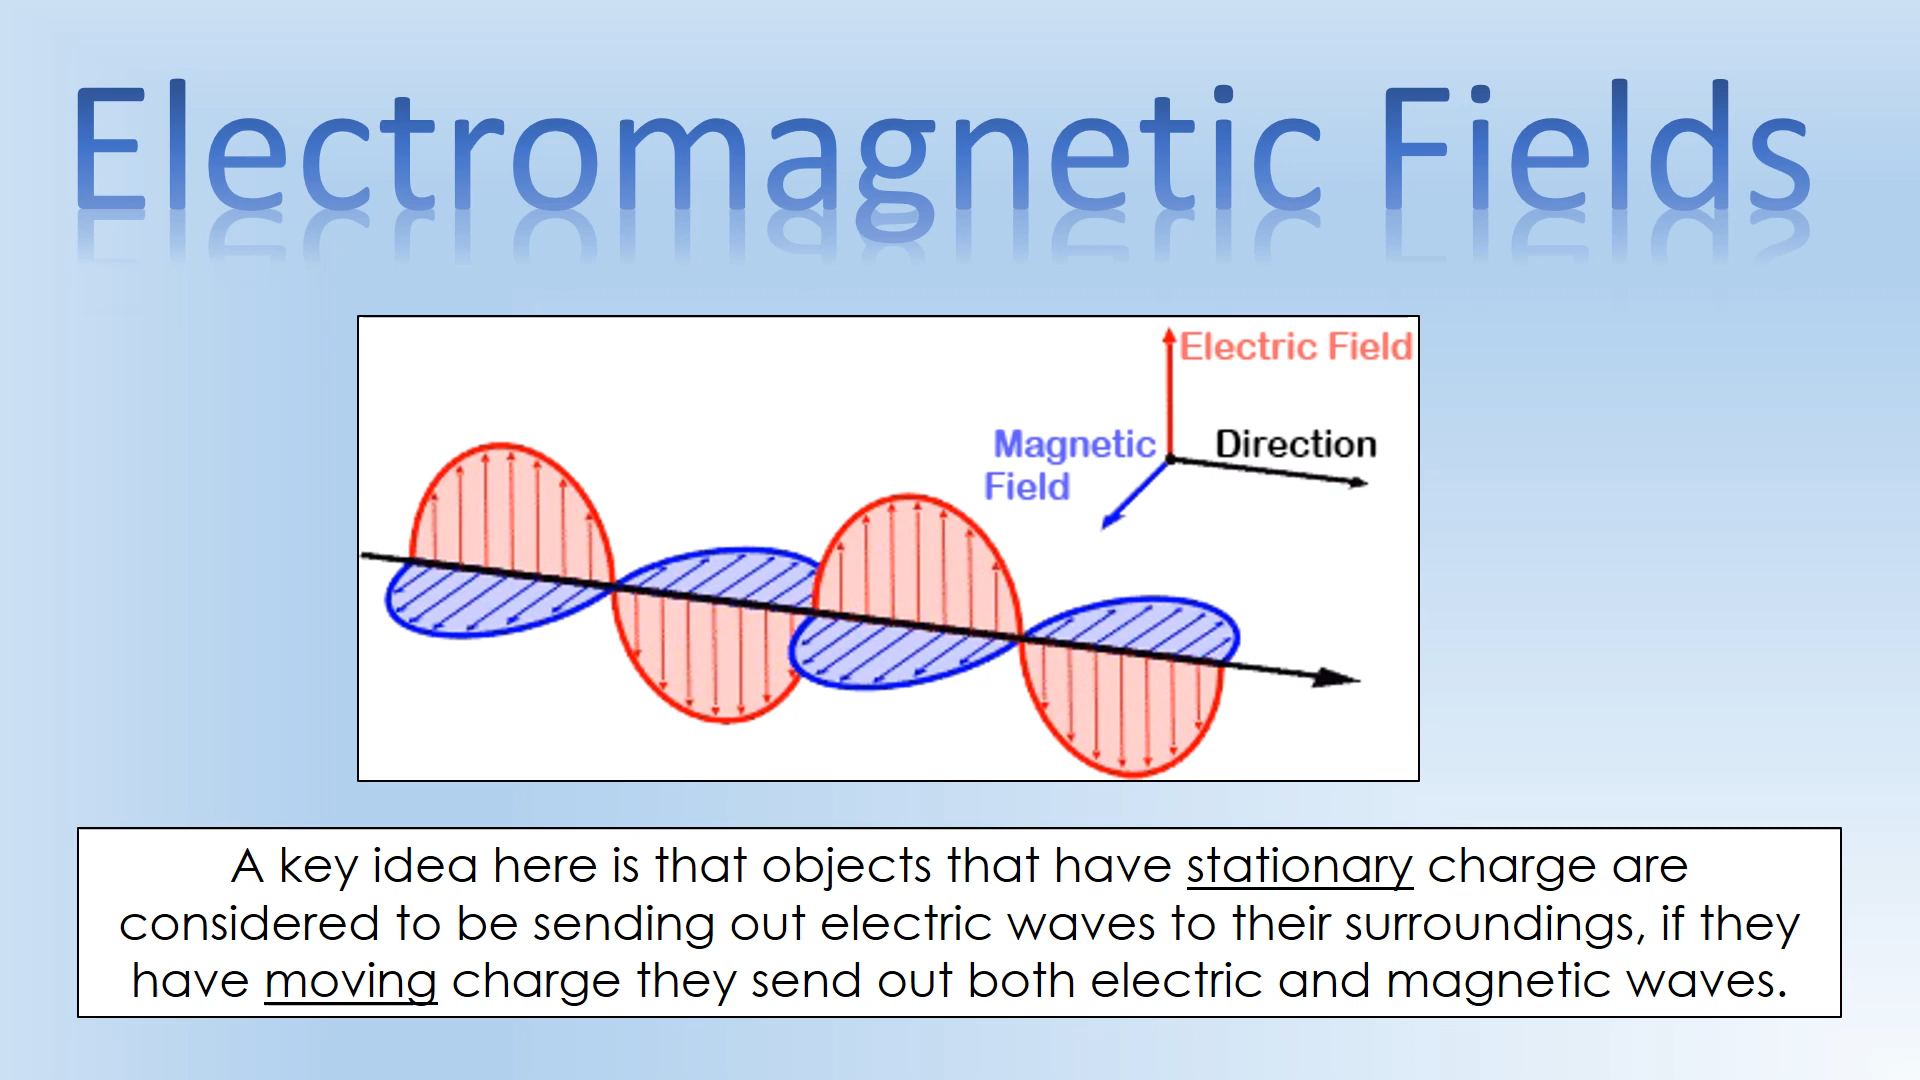 Electromagnetic Fields
Electric Field
Magnetic
Field
Direction
A key idea here is that objects that have stationary charge are
considered to be sending out electric waves to their surroundings, if they
have moving charge they send out both electric and magnetic waves.